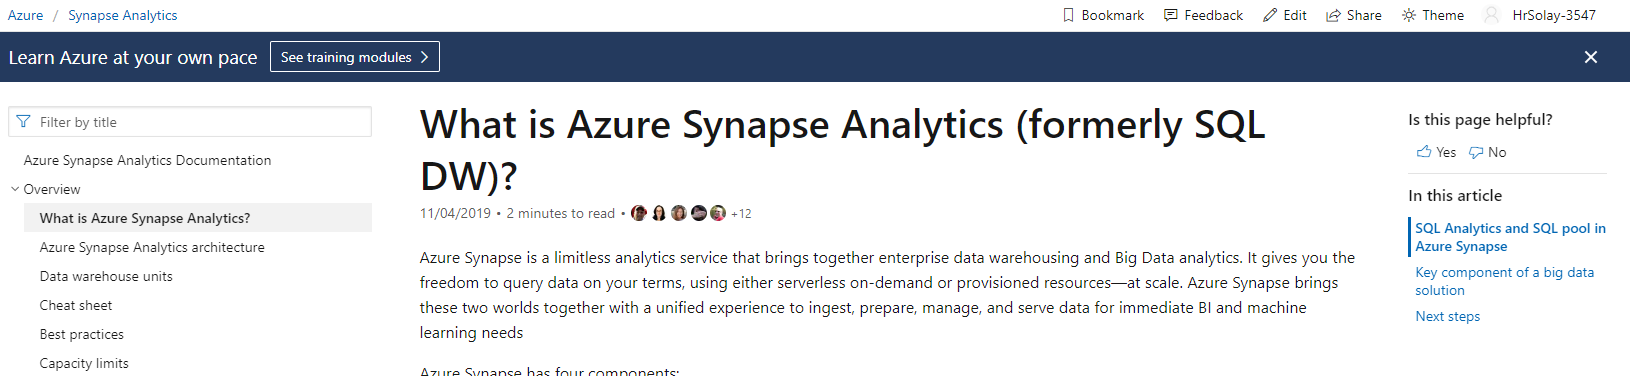 Azure / Synapse Analytics
Bookmark Feedback Edit Share Theme HrSolay-3547
Learn Azure at your own pace See training modules
Filter by title
Azure Synapse Analytics Documentation
Overview
What is Azure Synapse Analytics?
Azure Synapse Analytics architecture
Data warehouse units
Cheat sheet
Best practices
Capacity limits
What is Azure Synapse Analytics (formerly SQL
DW)?
11/04/2019 • 2 minutes to read • +12
Azure Synapse is a limitless analytics service that brings together enterprise data warehousing and Big Data analytics. It gives you the
freedom to query data on your terms, using either serverless on-demand or provisioned resources—at scale. Azure Synapse brings
these two worlds together with a unified experience to ingest, prepare, manage, and serve data for immediate BI and machine
learning needs
Azure Synapse has four components:
Is this page helpful?
Yes No
In this article
SQL Analytics and SQL pool in
Azure Synapse
Key component of a big data
solution
Next steps